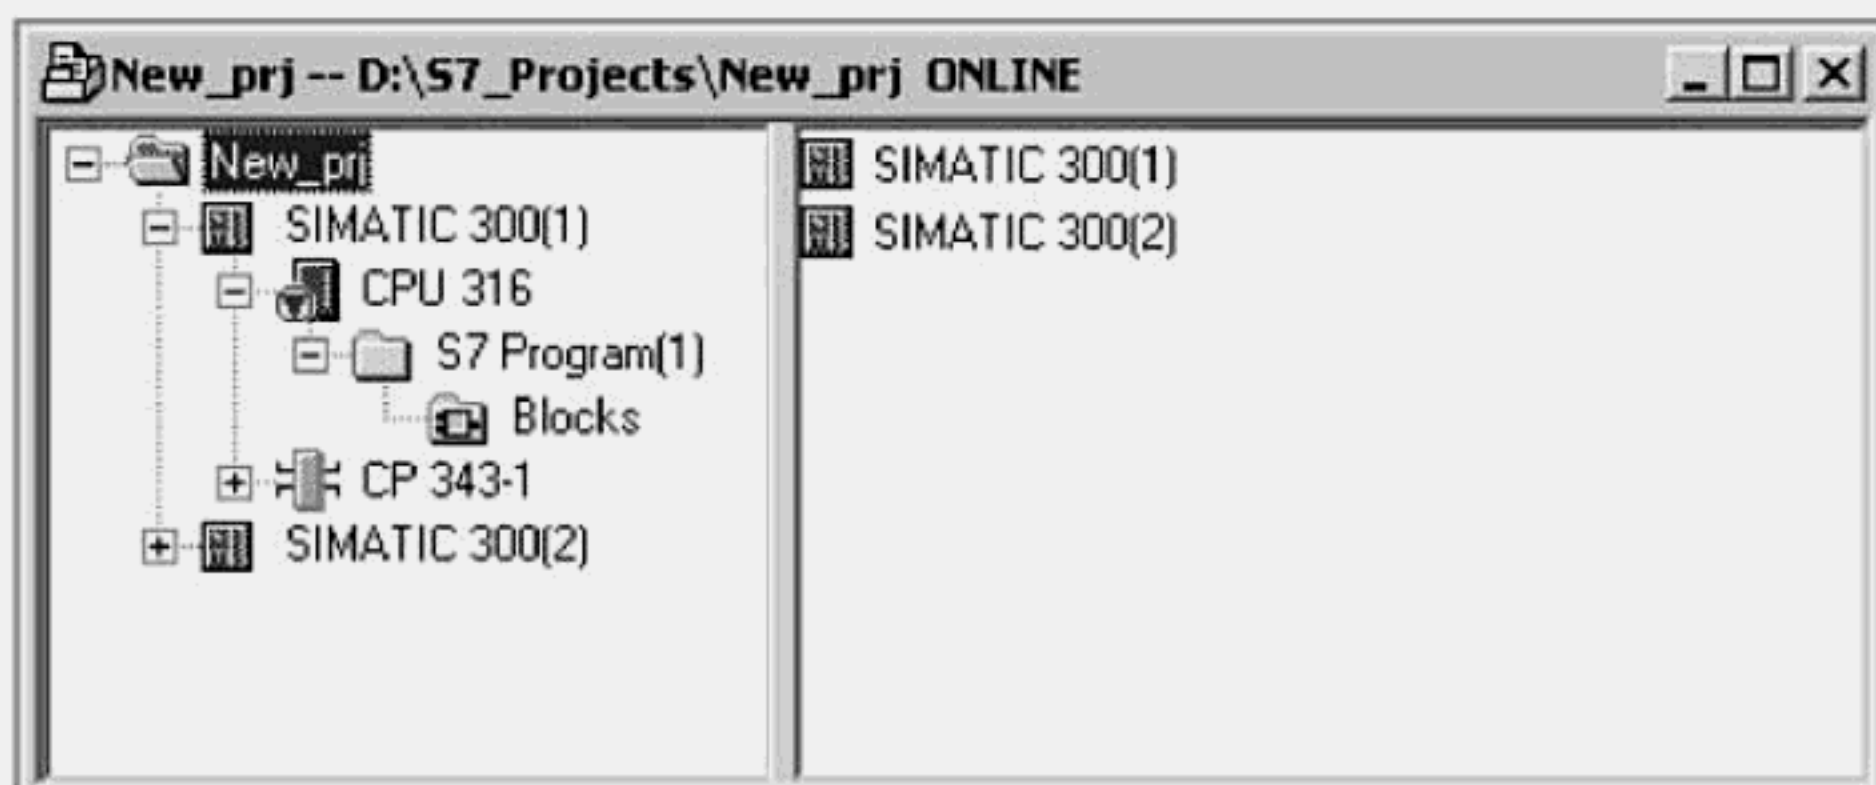 New_prj -- D:\S7_Projects\New_prj ONLINE
New_prj
SIMATIC 300(1)
CPU 316
S7 Program(1)
Blocks
CP 343-1
SIMATIC 300(2)
SIMATIC 300(1)
SIMATIC 300(2)